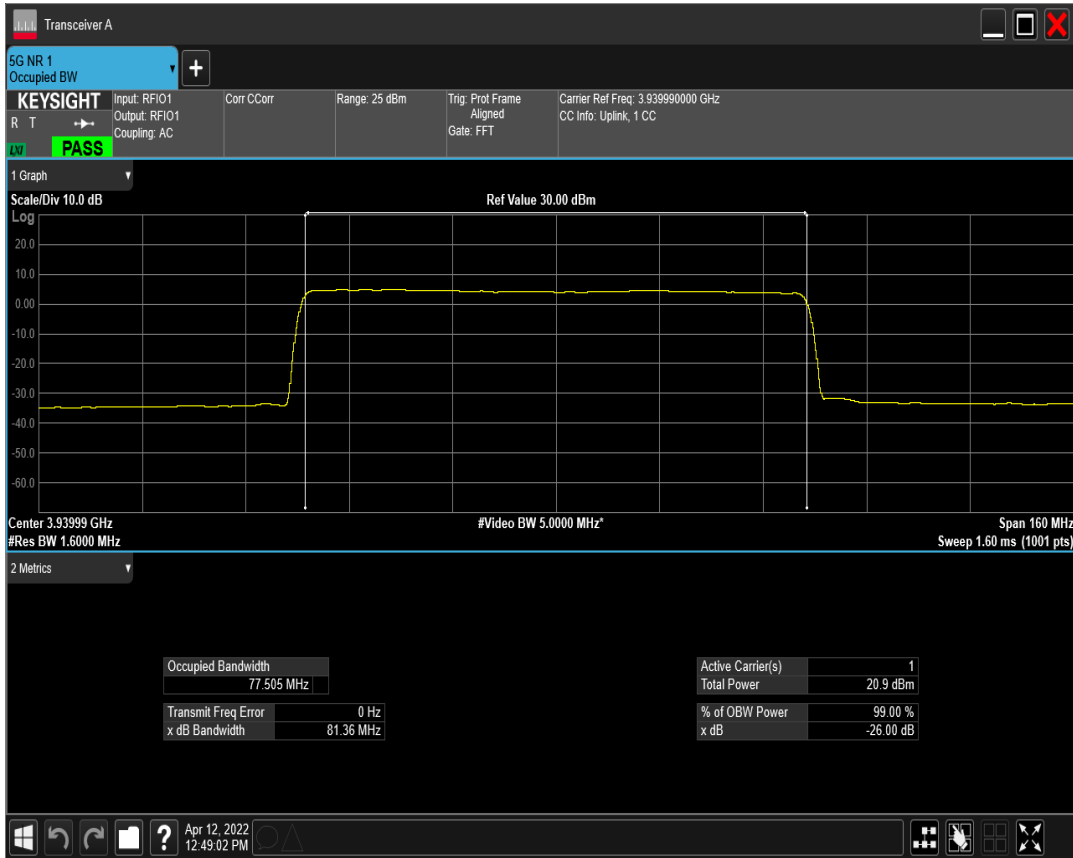 Transceiver A
5G NR 1
Occupied BW
KEYSIGHT
R T
LXI
PASS
Input: RFIO1
Output: RFIO1
Coupling: AC
Corr CCorr
Range: 25 dBm
Trig: Prot Frame
Aligned
Gate: FFT
Carrier Ref Freq: 3.939990000 GHz
CC Info: Uplink, 1 CC
1 Graph
Scale/Div 10.0 dB
Ref Value 30.00 dBm
Log
20.0
10.0
0.00
-10.0
-20.0
-30.0
-40.0
-50.0
-60.0
Center 3.93999 GHz
#Video BW 5.0000 MHz*
Span 160 MHz
#Res BW 1.6000 MHz
Sweep 1.60 ms (1001 pts)
2 Metrics
Occupied Bandwidth
77.505 MHz
Transmit Freq Error 0 Hz
x dB Bandwidth 81.36 MHz
Active Carrier(s) 1
Total Power 20.9 dBm
% of OBW Power 99.00 %
x dB -26.00 dB
?
Apr 12, 2022
12:49:02 PM